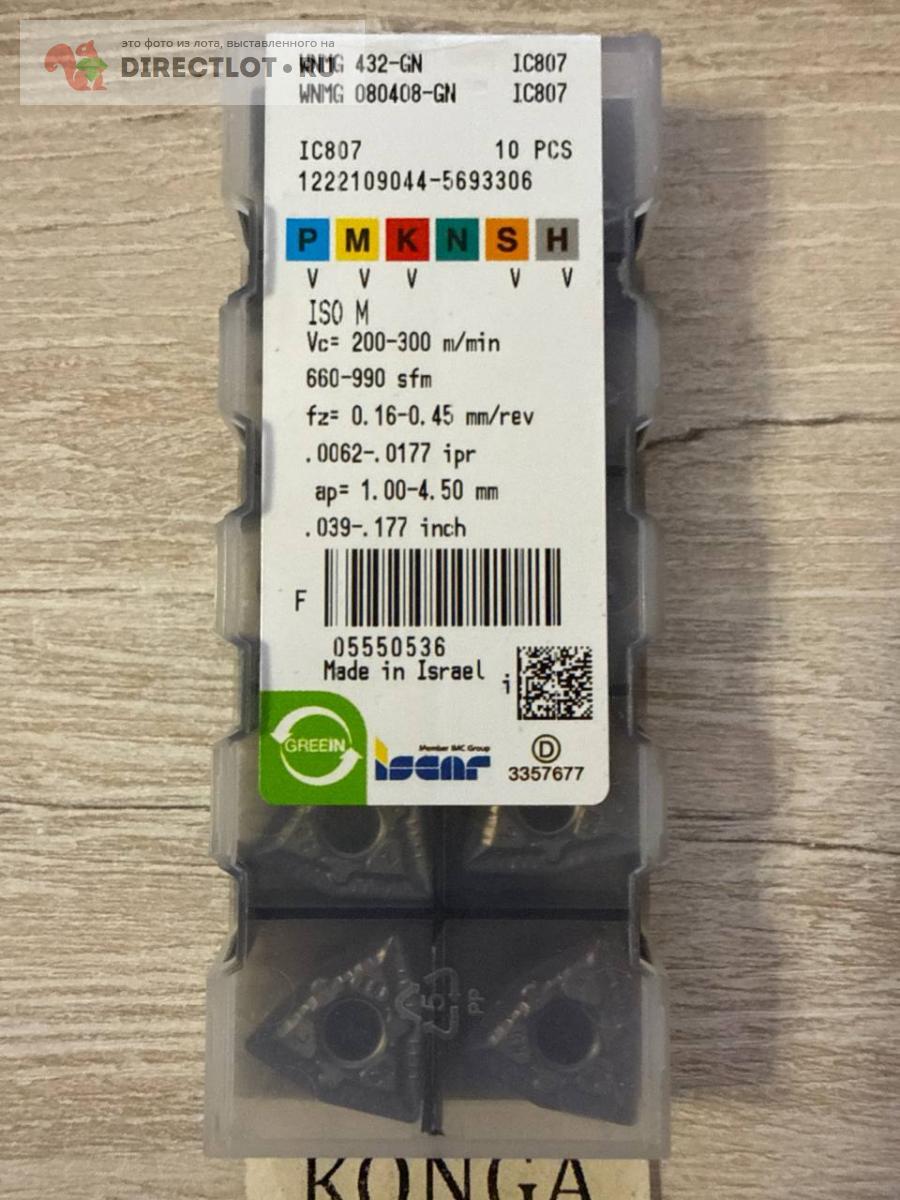 это фото из лота, выставленного на
DIRECTLOT.RU
WNMG 432-GN IC807
WNMG 080408-GN IC807
IC807 10 PCS
1222109044-5693306
P M K N S H
V V V V V
ISO M
Vc= 200-300 m/min
660-990 sfm
fz= 0.16-0.45 mm/rev
.0062-.0177 ipr
ap= 1.00-4.50 mm
.039-.177 inch
F
05550536
Made in Israel
i
GREEIN
Member IMC Group
iscar
D
3357677
5
PP
KONGA